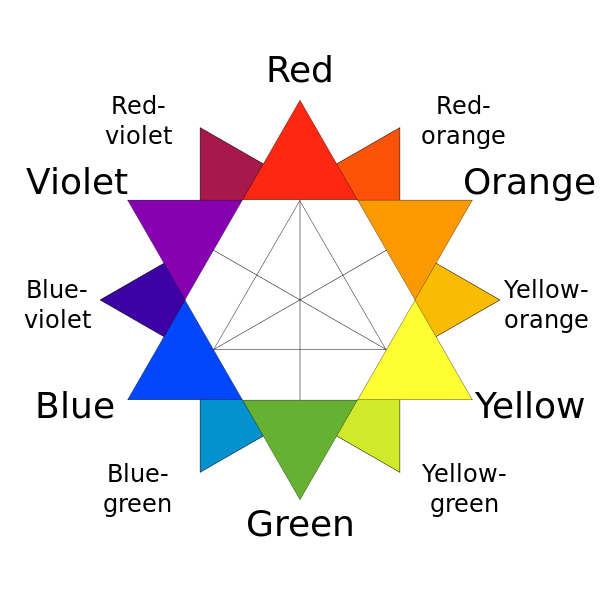 Red
Red-
violet
Red-
orange
Violet
Orange
Blue-
violet
Yellow-
orange
Blue
Yellow
Blue-
green
Yellow-
green
Green